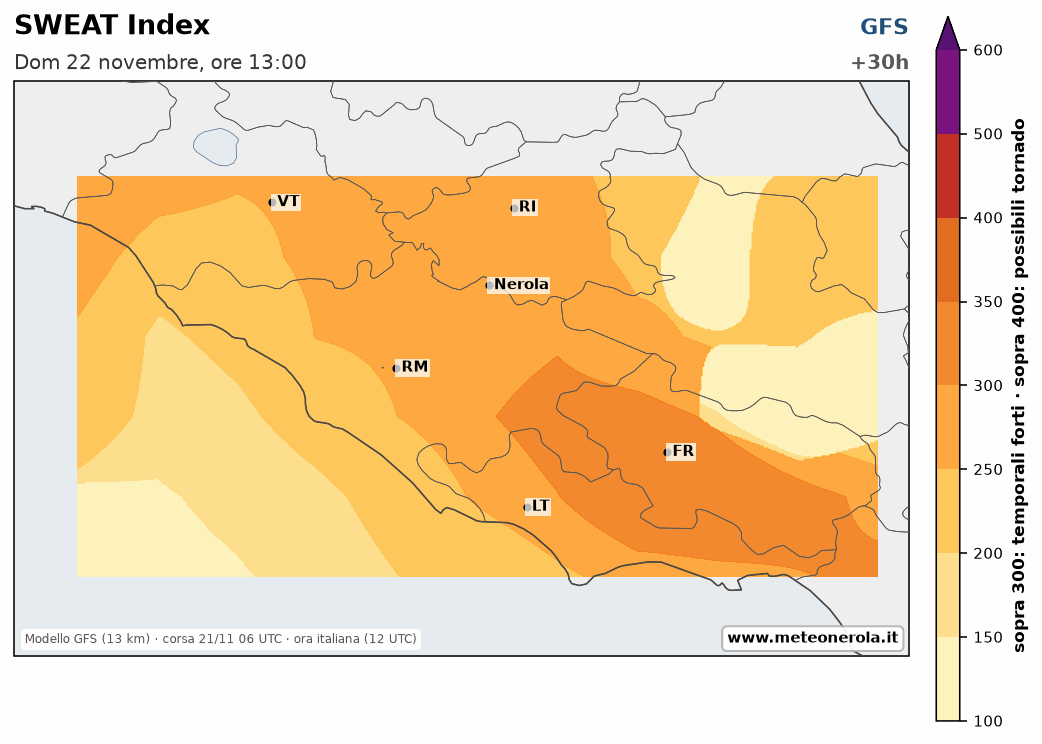 SWEAT Index
GFS
Dom 22 novembre, ore 13:00
+30h
VT
RI
Nerola
RM
FR
LT
Modello GFS (13 km) · corsa 21/11 06 UTC · ora italiana (12 UTC)
www.meteonerola.it
600
500
400
350
300
250
200
150
100
sopra 300: temporali forti · sopra 400: possibili tornado